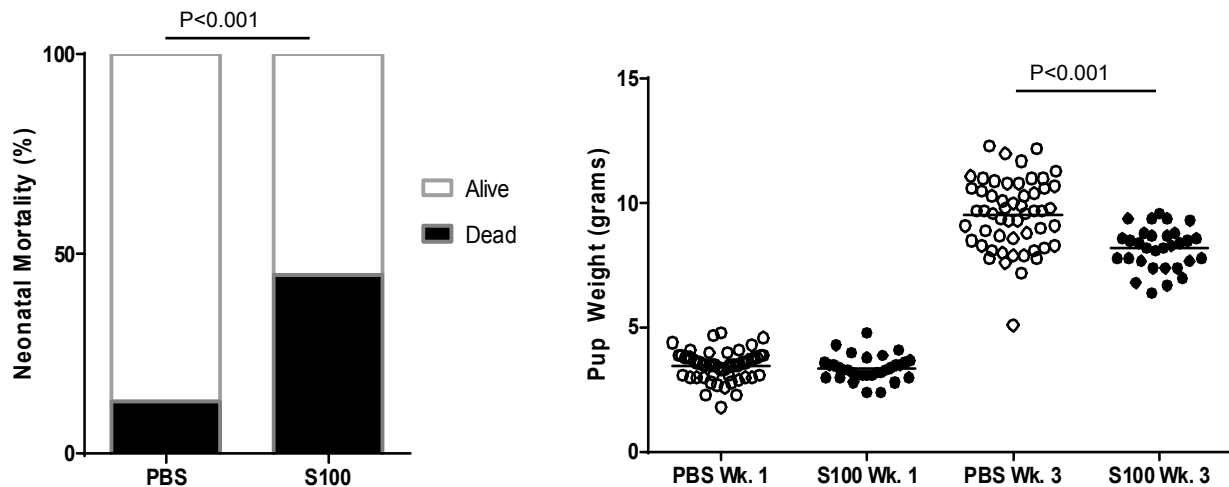 P<0.001
100
50
0
Neonatal Mortality (%)
PBS
S100
Alive
Dead
P<0.001
15
10
5
0
Pup Weight (grams)
PBS Wk. 1
S100 Wk. 1
PBS Wk. 3
S100 Wk. 3